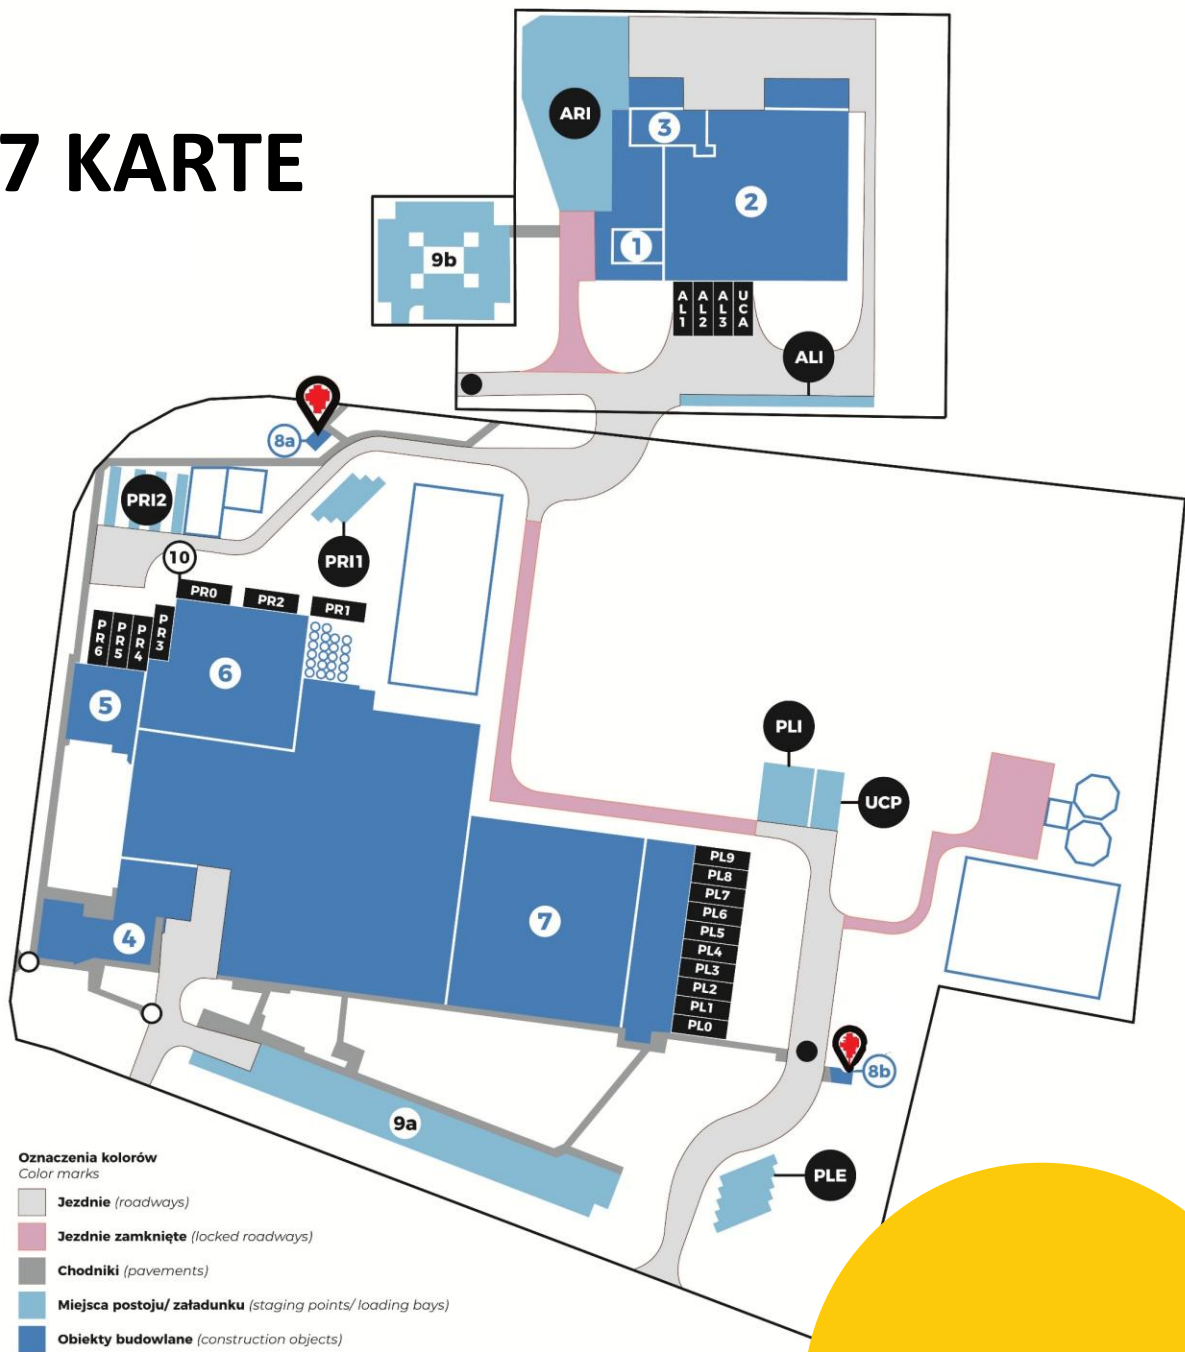 7 KARTE
ARI
3
2
9b
1
AL1
AL2
AL3
UCA
ALI
8a
PRI2
PRI1
10
PR0
PR2
PR1
PR6
PR5
PR4
PR3
6
5
PLI
UCP
PL9
PL8
PL7
PL6
PL5
PL4
PL3
PL2
PL1
PL0
7
4
8b
9a
PLE
Oznaczenia kolorów
Color marks
Jezdnie (roadways)
Jezdnie zamknięte (locked roadways)
Chodniki (pavements)
Miejsca postoju/ załadunku (staging points/ loading bays)
Obiekty budowlane (construction objects)